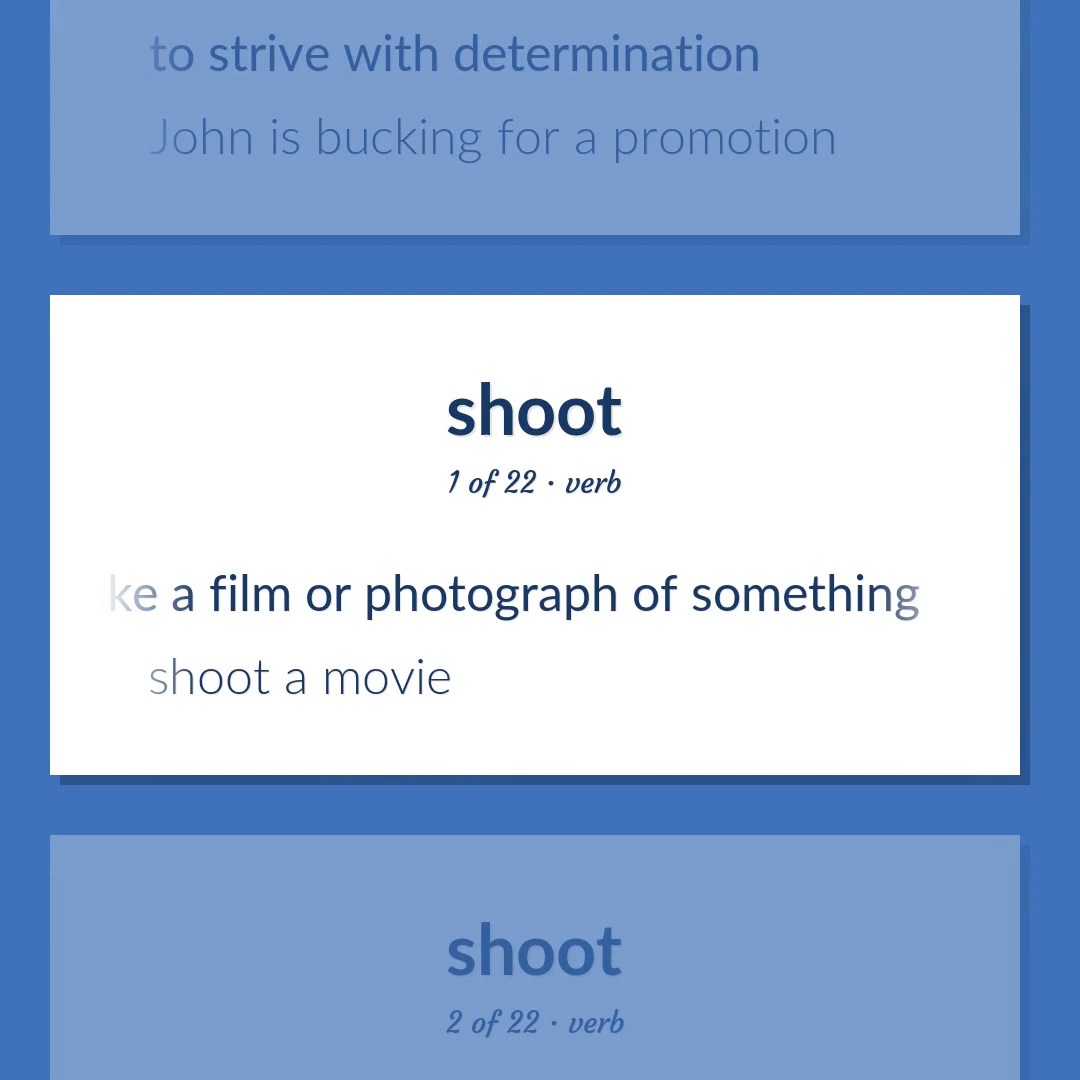 to strive with determination
John is bucking for a promotion
shoot
1 of 22 · verb
ke a film or photograph of something
shoot a movie
shoot
2 of 22 · verb